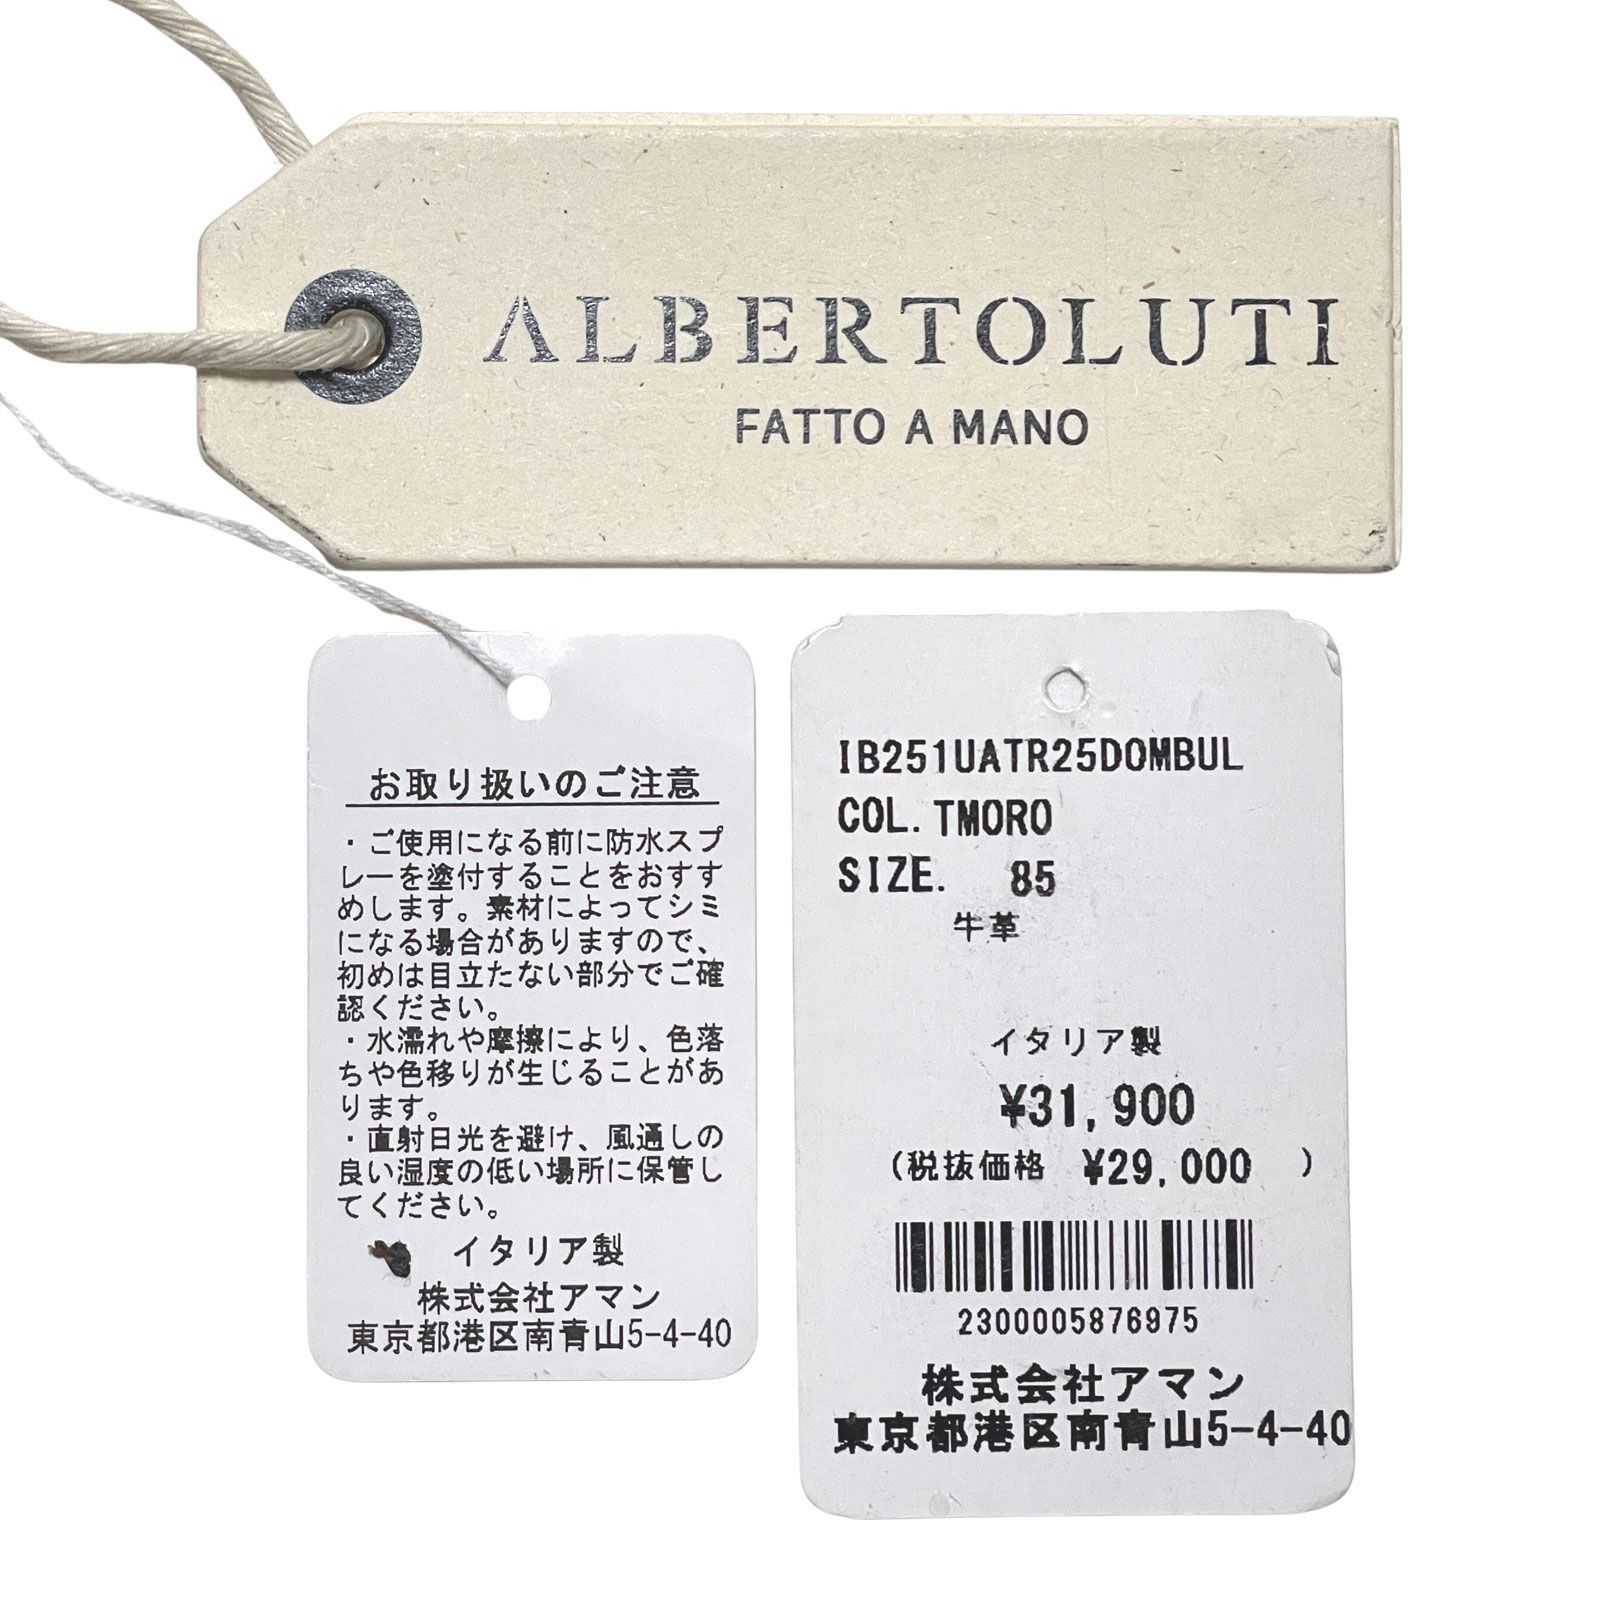 ALBERTOLUTI
FATTO A MANO
お取り扱いのご注意
・ご使用になる前に防水スプ
レーを塗付することをおすす
めします。素材によってシミ
になる場合がありますので、
初めは目立たない部分でご確
認ください。
・水濡れや摩擦により、色落
ちや色移りが生じることがあ
ります。
・直射日光を避け、風通しの
良い湿度の低い場所に保管し
てください。
イタリア製
株式会社アマン
東京都港区南青山5-4-40
IB251UATR25DOMBUL
COL. TMORO
SIZE. 85
牛革
イタリア製
¥31,900
(税抜価格 ¥29,000 )
2300005876975
株式会社アマン
東京都港区南青山5-4-40